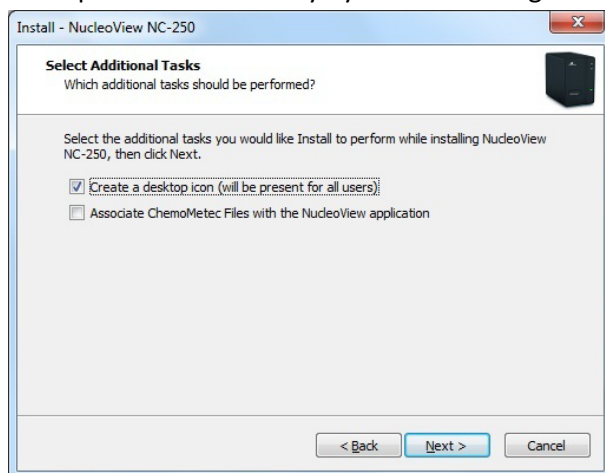 Install - NucleoView NC-250
Select Additional Tasks
Which additional tasks should be performed?
Select the additional tasks you would like Install to perform while installing NucleoView
NC-250, then click Next.
Create a desktop icon (will be present for all users)
Associate ChemoMetec Files with the NucleoView application
< Back
Next >
Cancel